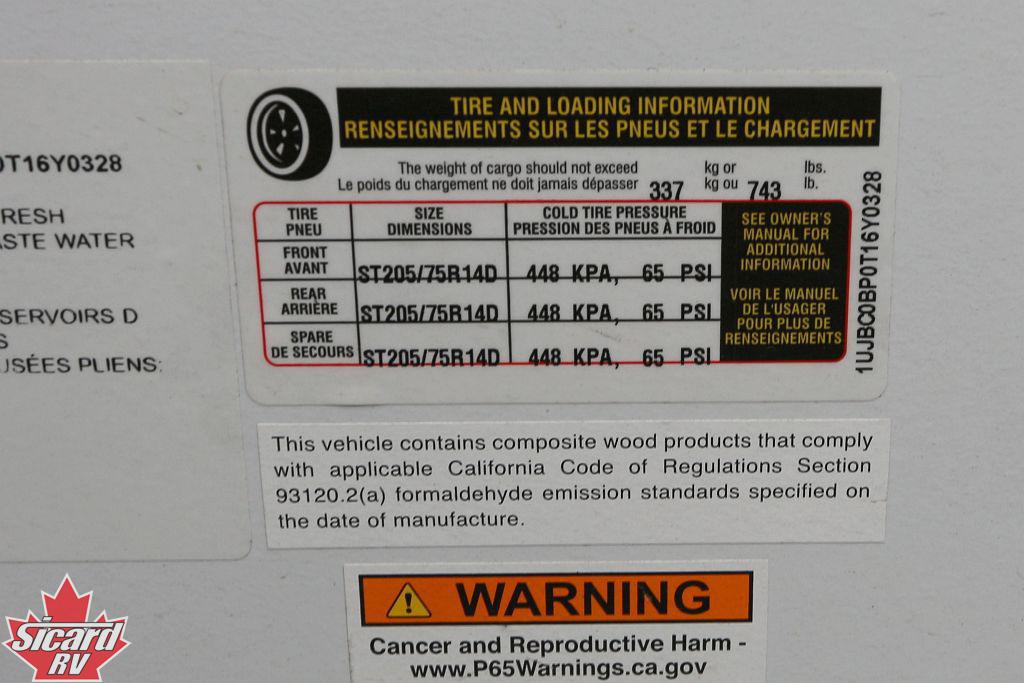 0T16Y0328
RESH
ASTE WATER
SERVOIRS D
S
USÉES PLIENS:
TIRE AND LOADING INFORMATION
RENSEIGNEMENTS SUR LES PNEUS ET LE CHARGEMENT
The weight of cargo should not exceed kg or lbs.
Le poids du chargement ne doit jamais dépasser 337 kg ou 743 lb.
TIRE SIZE COLD TIRE PRESSURE
PNEU DIMENSIONS PRESSION DES PNEUS À FROID
FRONT
AVANT ST205/75R14D 448 KPA, 65 PSI
REAR
ARRIÈRE ST205/75R14D 448 KPA, 65 PSI
SPARE
DE SECOURS ST205/75R14D 448 KPA, 65 PSI
SEE OWNER'S
MANUAL FOR
ADDITIONAL
INFORMATION
VOIR LE MANUEL
DE L'USAGER
POUR PLUS DE
RENSEIGNEMENTS
1UJBC0BP0T16Y0328
This vehicle contains composite wood products that comply
with applicable California Code of Regulations Section
93120.2(a) formaldehyde emission standards specified on
the date of manufacture.
WARNING
Cancer and Reproductive Harm -
www.P65Warnings.ca.gov
Sicard
RV